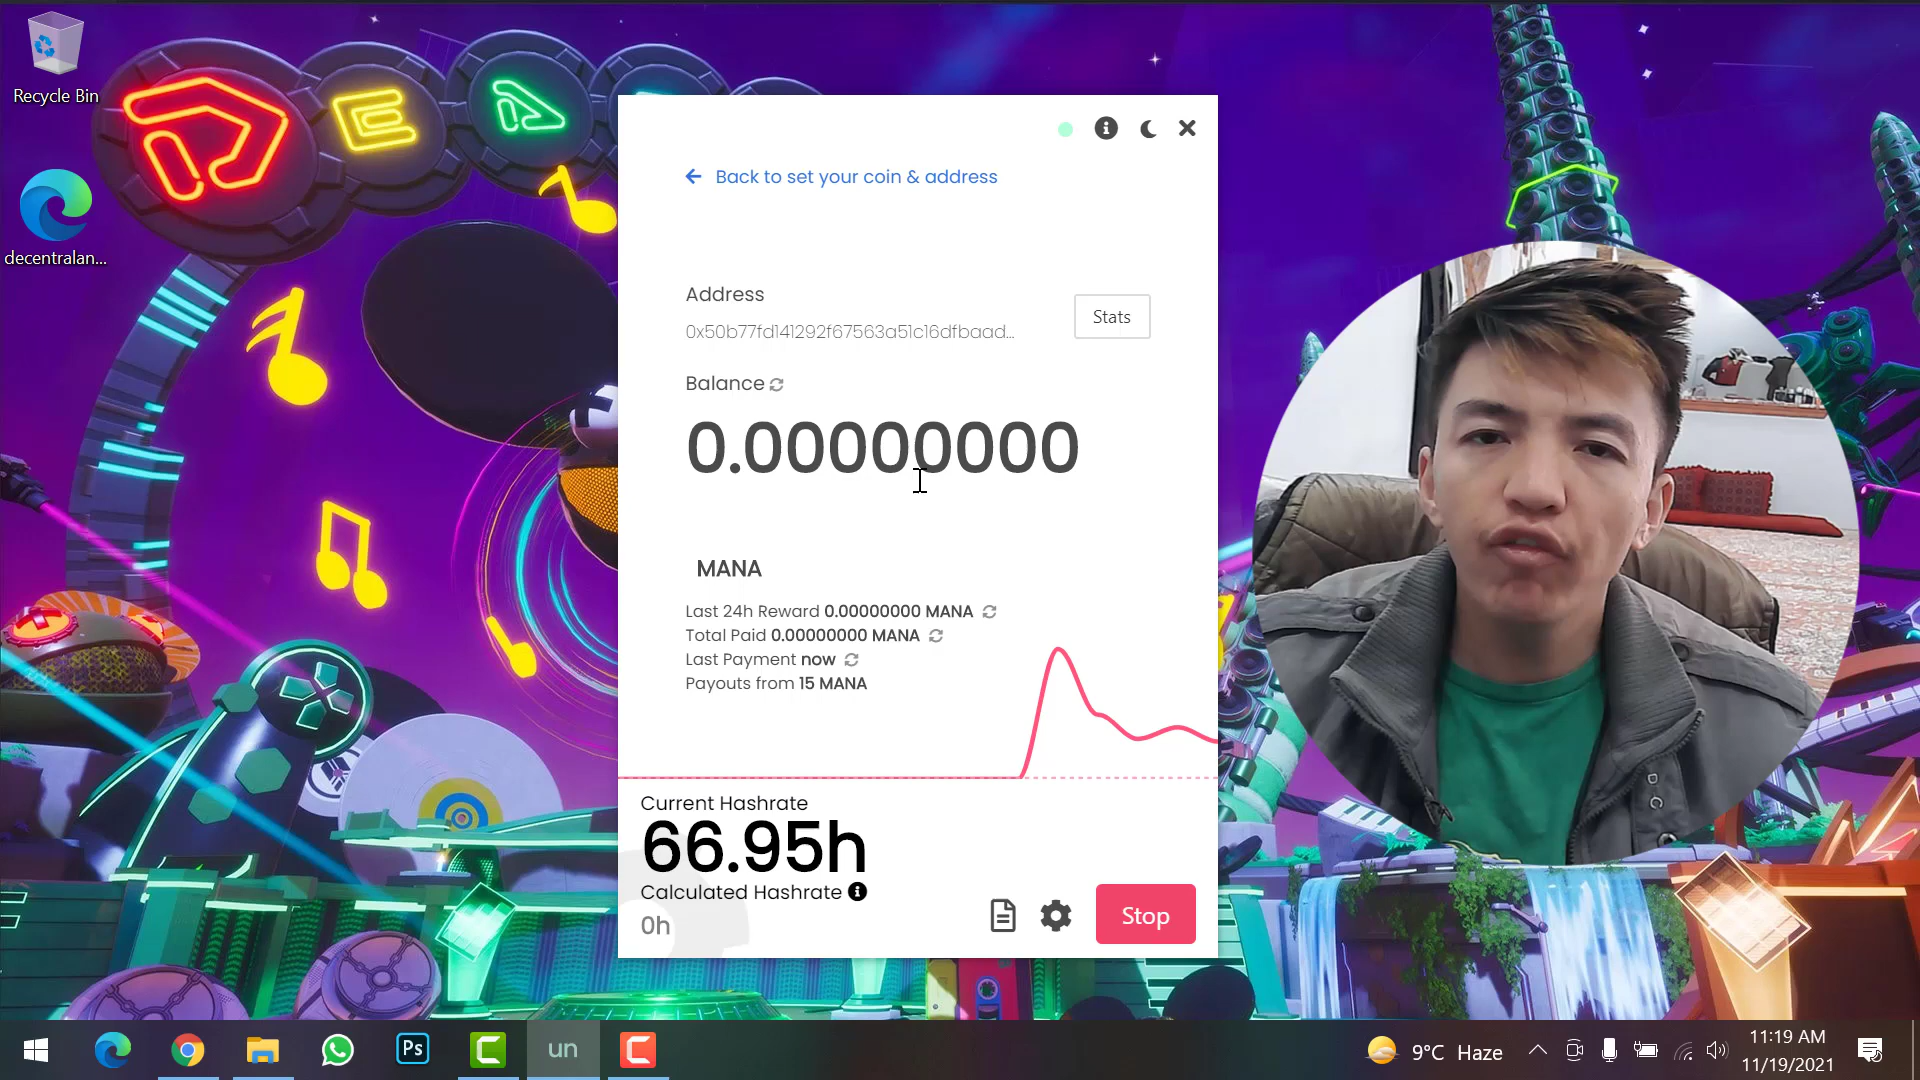 Recycle Bin
decentralan...
Back to set your coin & address
Address
0x50b77fd141292f67563a51c16dfbaad...
Stats
Balance
0.00000000
MANA
Last 24h Reward 0.00000000 MANA
Total Paid 0.00000000 MANA
Last Payment now
Payouts from 15 MANA
Current Hashrate
66.95h
Calculated Hashrate
0h
Stop
DC
Ps
un
9°C Haze
11:19 AM
11/19/2021